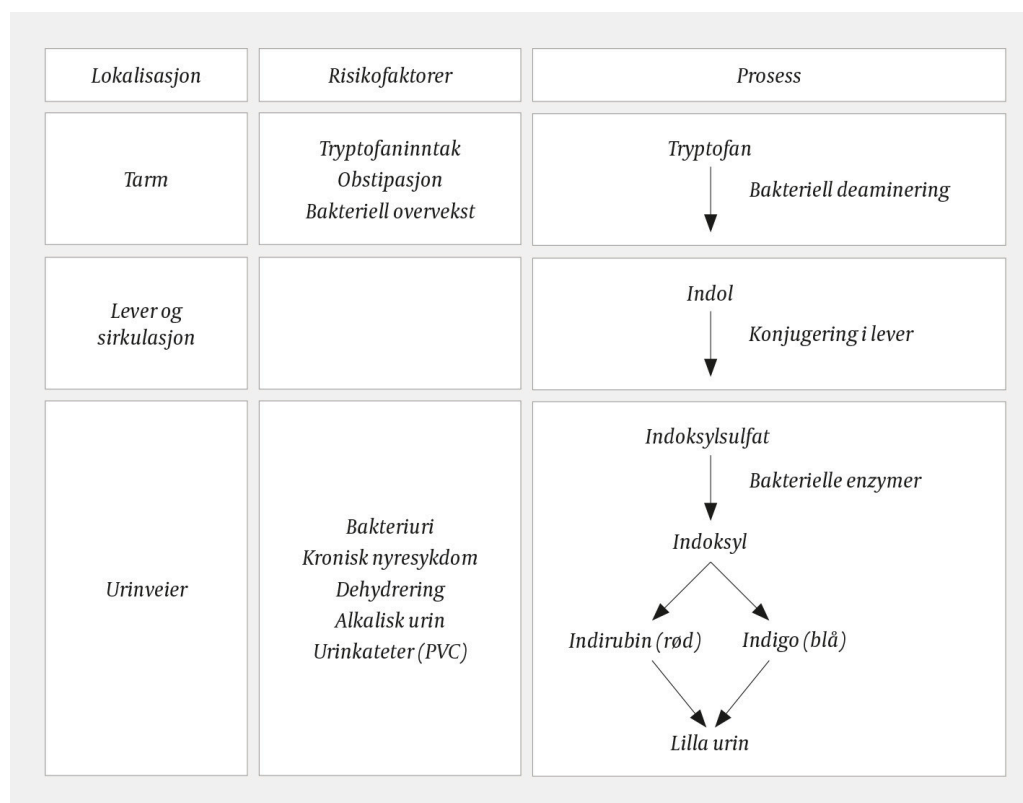 Lokalisasjon
Risikofaktorer
Prosess
Tarm
Tryptofaninntak
Obstipasjon
Bakteriell overvekst
Tryptofan
Bakteriell deaminering
Lever og
sirkulasjon
Indol
Konjugering i lever
Urinveier
Bakteriuri
Kronisk nyresykdom
Dehydrering
Alkalisk urin
Urinkateter (PVC)
Indoksylsulfat
Bakterielle enzymer
Indoksyl
Indirubin (rød)
Indigo (blå)
Lilla urin